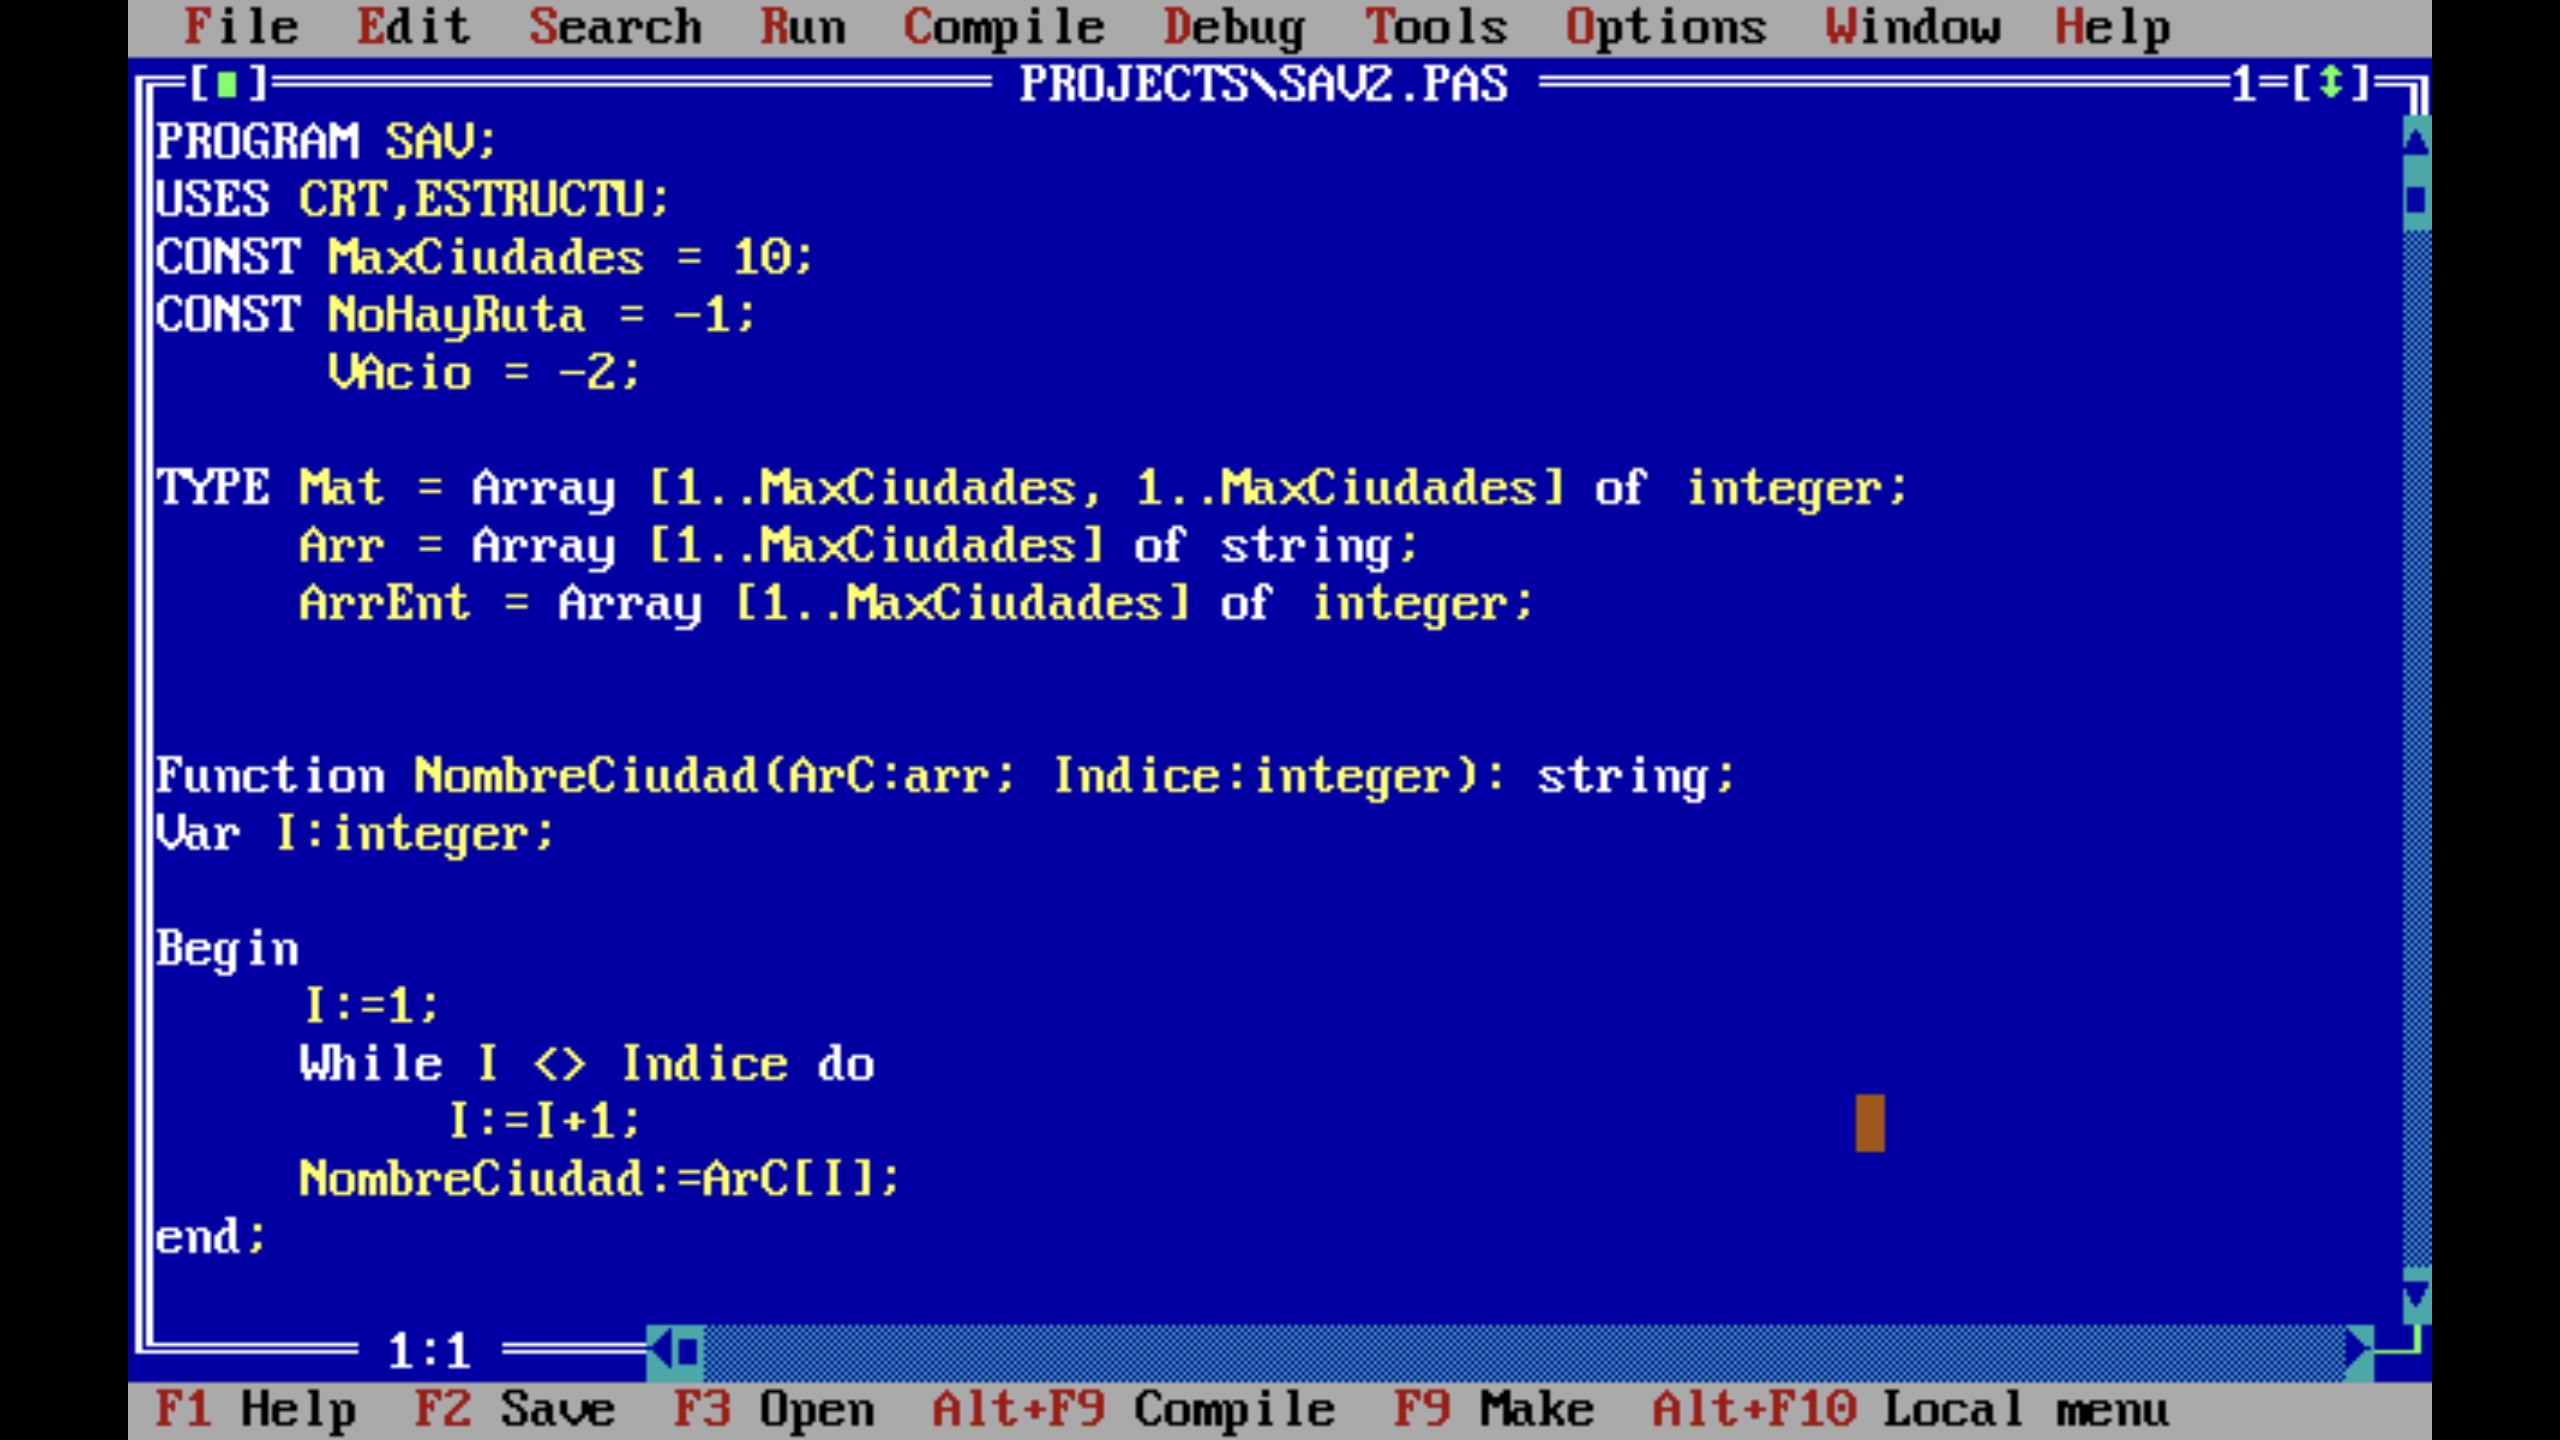 File Edit Search Run Compile Debug Tools Options Window Help
[■] PROJECTS\SAV2.PAS 1=[↕]
PROGRAM SAV;
USES CRT,ESTRUCTU;
CONST MaxCiudades = 10;
CONST NoHayRuta = -1;
      VAcio = -2;
TYPE Mat = Array [1..MaxCiudades, 1..MaxCiudades] of integer;
     Arr = Array [1..MaxCiudades] of string;
     ArrEnt = Array [1..MaxCiudades] of integer;
Function NombreCiudad(ArC:arr; Indice:integer): string;
Var I:integer;
Begin
     I:=1;
     While I <> Indice do
          I:=I+1;
     NombreCiudad:=ArC[I];
end;
1:1
F1 Help F2 Save F3 Open Alt+F9 Compile F9 Make Alt+F10 Local menu